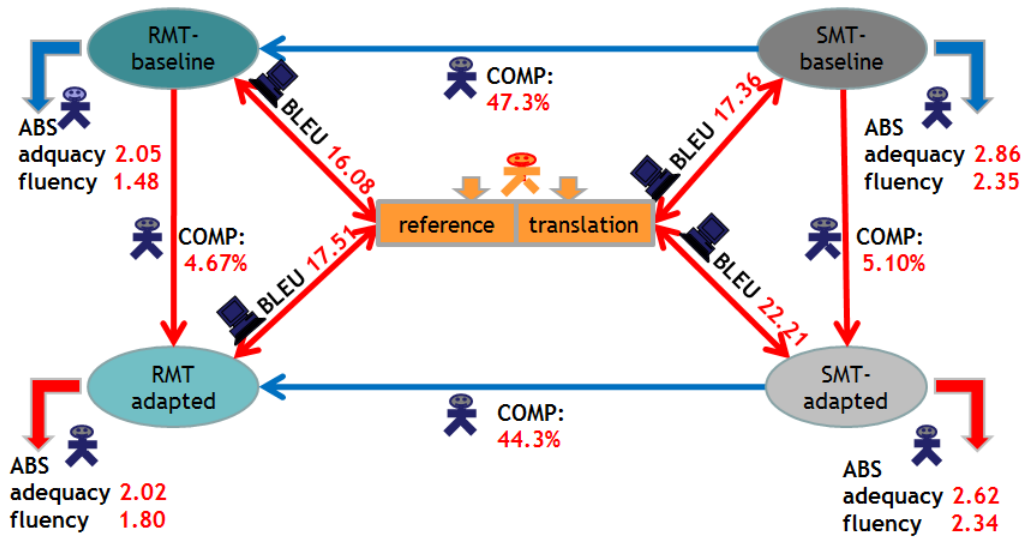 RMT-
baseline
SMT-
baseline
COMP:
47.3%
ABS
adquacy 2.05
fluency 1.48
BLEU 16.08
BLEU 17.36
ABS
adequacy 2.86
fluency 2.35
reference translation
COMP:
4.67%
BLEU 17.51
BLEU 22.21
COMP:
5.10%
RMT
adapted
SMT-
adapted
COMP:
44.3%
ABS
adequacy 2.02
fluency 1.80
ABS
adequacy 2.62
fluency 2.34